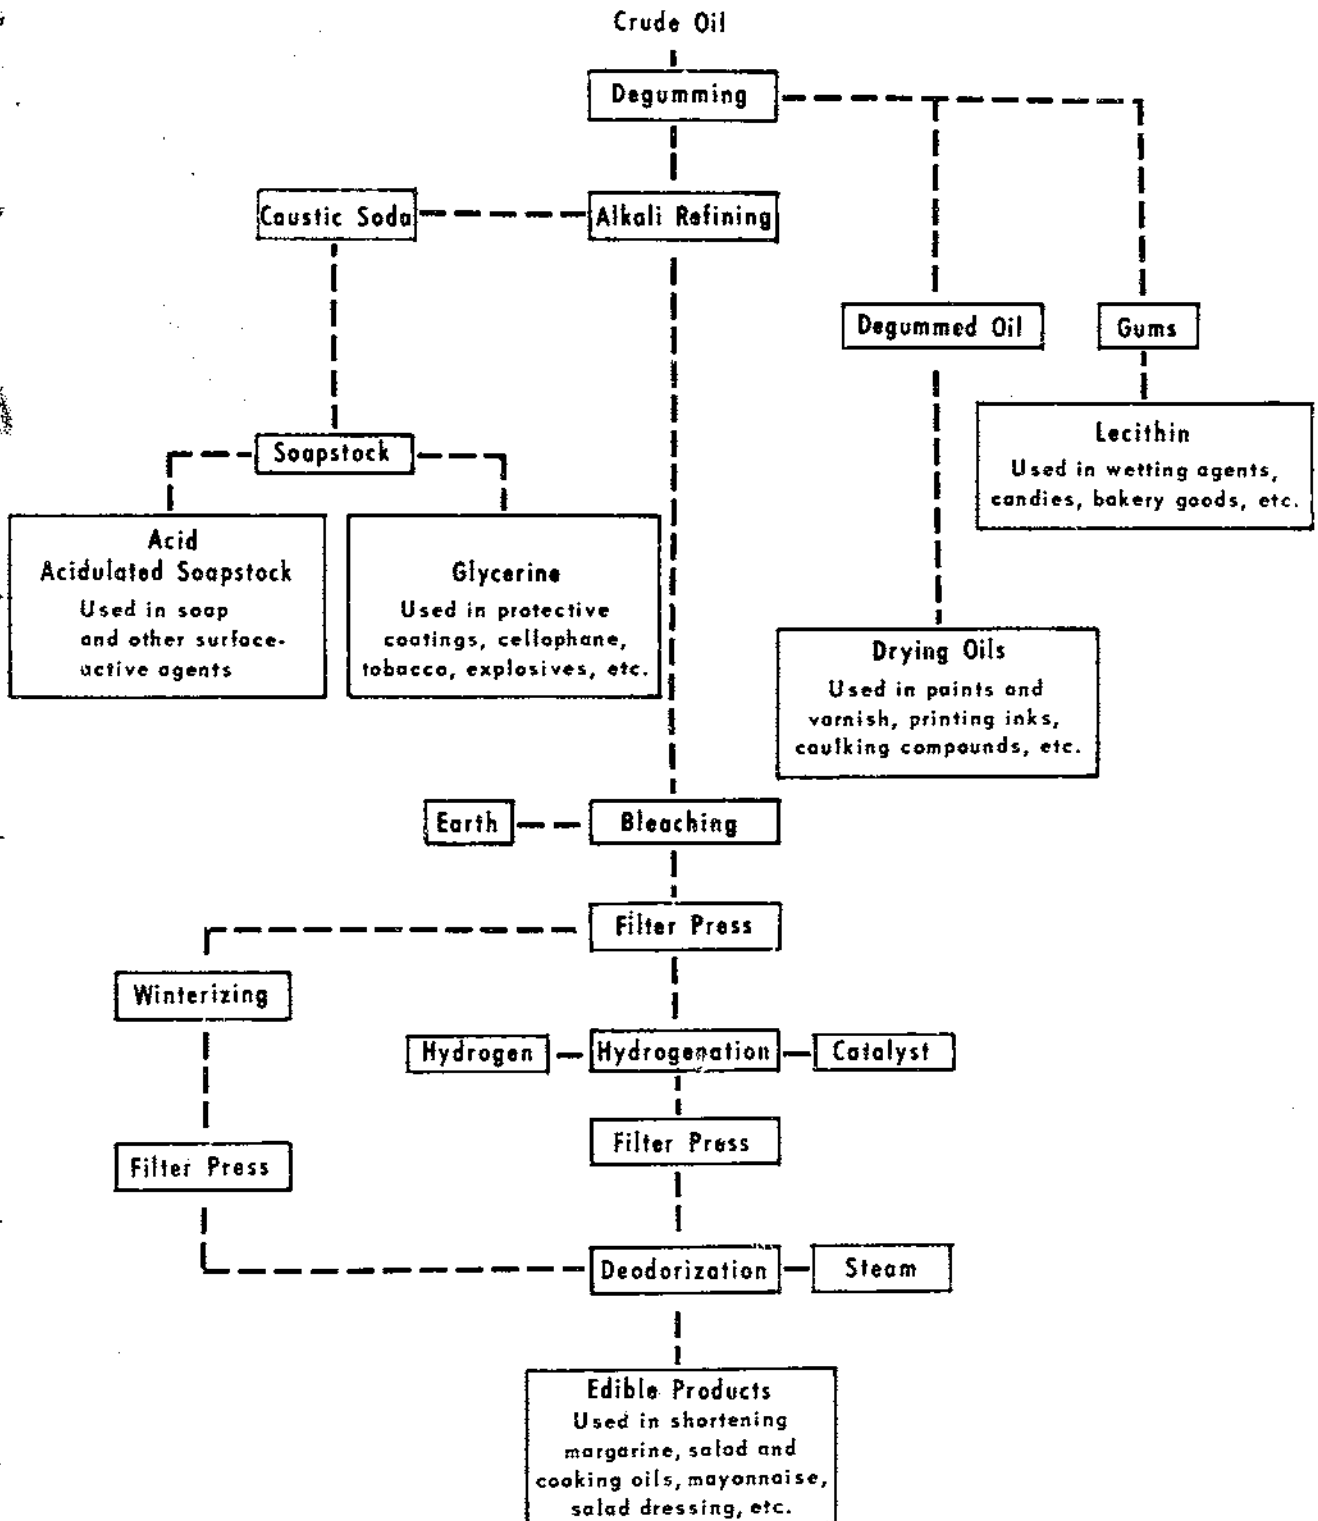 Crude Oil
Degumming
Caustic Soda
Alkali Refining
Degummed Oil
Gums
Lecithin
Used in wetting agents,
candies, bakery goods, etc.
Soapstock
Acid
Acidulated Soapstock
Used in soap
and other surface-
active agents
Glycerine
Used in protective
coatings, cellophane,
tobacco, explosives, etc.
Drying Oils
Used in paints and
varnish, printing inks,
caulking compounds, etc.
Earth
Bleaching
Filter Press
Winterizing
Hydrogen
Hydrogenation
Catalyst
Filter Press
Filter Press
Deodorization
Steam
Edible Products
Used in shortening
margarine, salad and
cooking oils, mayonnaise,
salad dressing, etc.